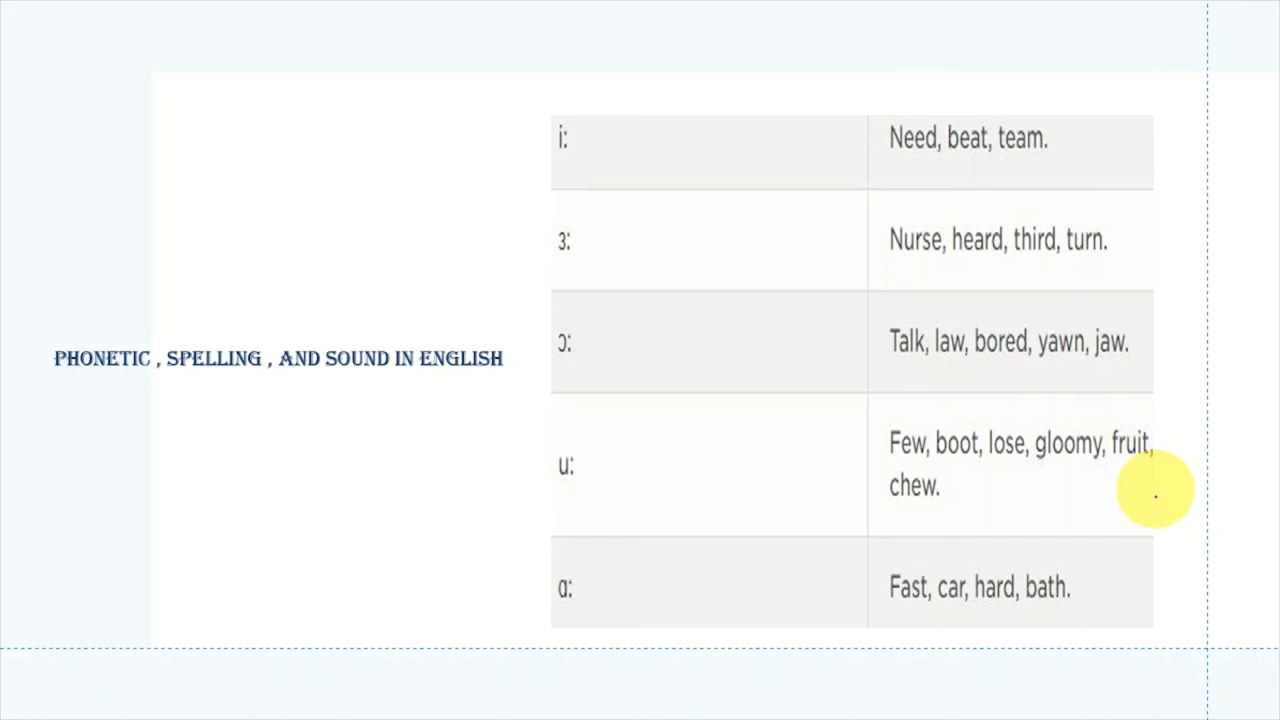 PHONETIC , SPELLING , AND SOUND IN ENGLISH
i: Need, beat, team.
ɜ: Nurse, heard, third, turn.
ɔ: Talk, law, bored, yawn, jaw.
u: Few, boot, lose, gloomy, fruit,
chew.
ɑ: Fast, car, hard, bath.